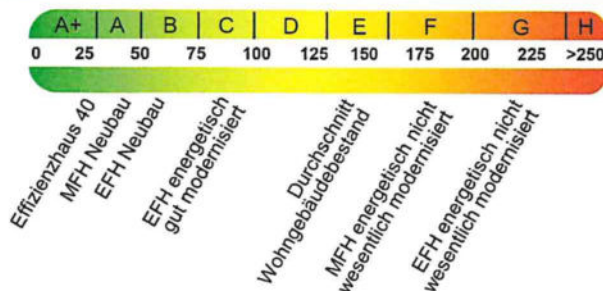 A+ A B C D E F G H
0 25 50 75 100 125 150 175 200 225 >250
Effizienzhaus 40
MFH Neubau
EFH Neubau
EFH energetisch
gut modernisiert
Durchschnitt
Wohngebäudebestand
MFH energetisch nicht
wesentlich modernisiert
EFH energetisch nicht
wesentlich modernisiert